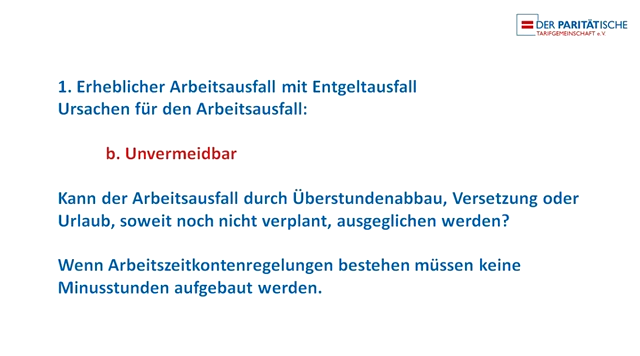 DER PARITÄTISCHE
TARIFGEMEINSCHAFT e.V.
1. Erheblicher Arbeitsausfall mit Entgeltausfall
Ursachen für den Arbeitsausfall:
b. Unvermeidbar
Kann der Arbeitsausfall durch Überstundenabbau, Versetzung oder
Urlaub, soweit noch nicht verplant, ausgeglichen werden?
Wenn Arbeitszeitkontenregelungen bestehen müssen keine
Minusstunden aufgebaut werden.